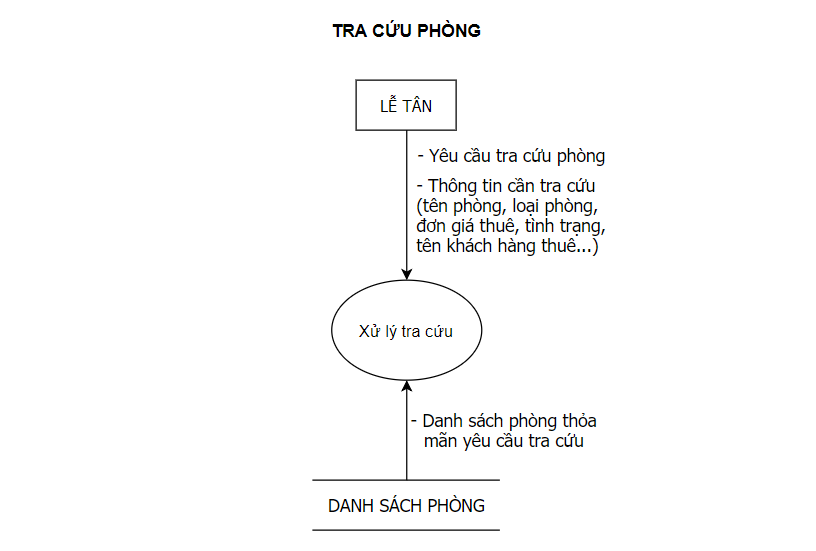 TRA CỨU PHÒNG
LỄ TÂN
- Yêu cầu tra cứu phòng
- Thông tin cần tra cứu
(tên phòng, loại phòng,
đơn giá thuê, tình trạng,
tên khách hàng thuê...)
Xử lý tra cứu
- Danh sách phòng thỏa
mãn yêu cầu tra cứu
DANH SÁCH PHÒNG